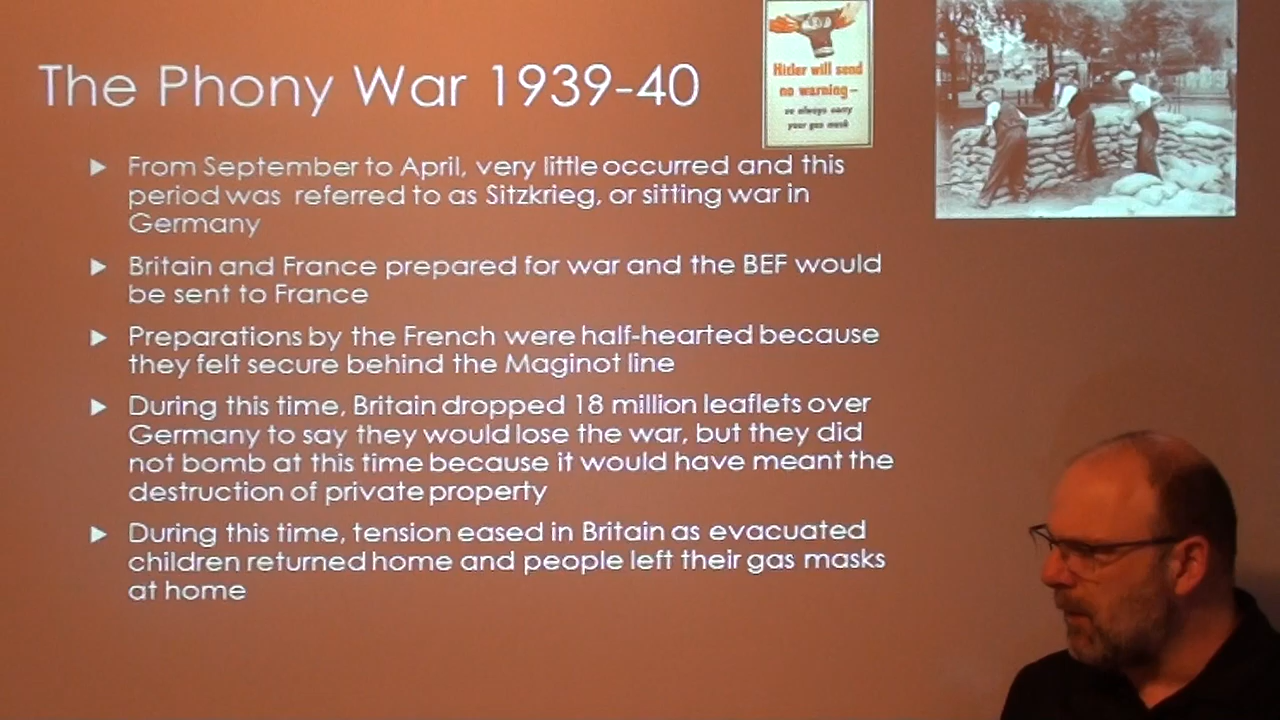 The Phony War 1939-40
Hitler will send
no warning–
so always carry
your gas mask
From September to April, very little occurred and this
period was referred to as Sitzkrieg, or sitting war in
Germany
Britain and France prepared for war and the BEF would
be sent to France
Preparations by the French were half-hearted because
they felt secure behind the Maginot line
During this time, Britain dropped 18 million leaflets over
Germany to say they would lose the war, but they did
not bomb at this time because it would have meant the
destruction of private property
During this time, tension eased in Britain as evacuated
children returned home and people left their gas masks
at home